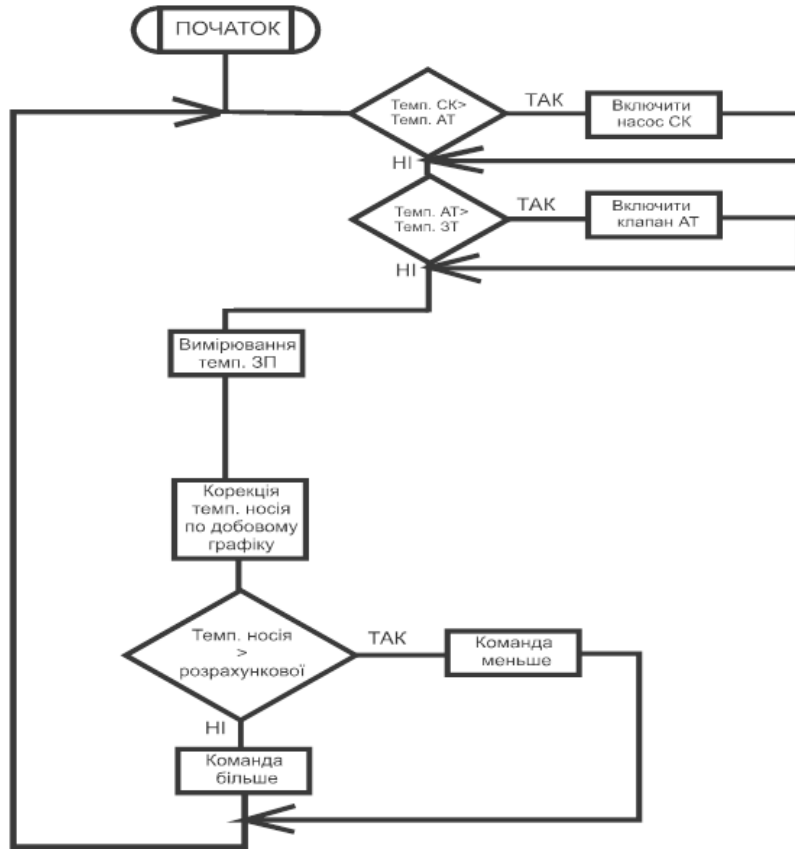 ПОЧАТОК
Темп. СК>
Темп. АТ
ТАК
Включити
насос СК
НІ
Темп. АТ>
Темп. ЗТ
ТАК
Включити
клапан АТ
НІ
Вимірювання
темп. ЗП
Корекція
темп. носія
по добовому
графіку
Темп. носія
>
розрахункової
ТАК
Команда
меньше
НІ
Команда
більше